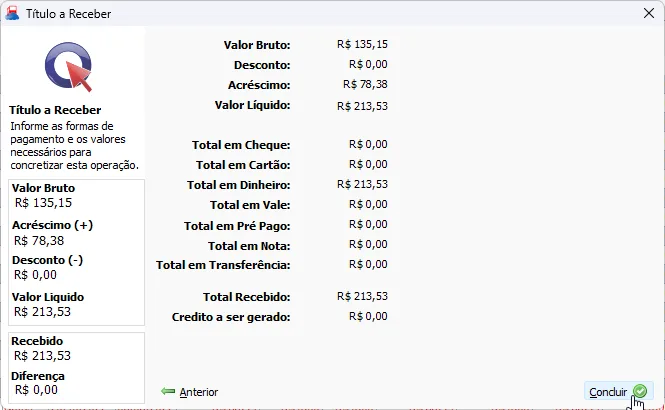 Título a Receber
Título a Receber
Informe as formas de
pagamento e os valores
necessários para
concretizar esta operação.
Valor Bruto
R$ 135,15
Acréscimo (+)
R$ 78,38
Desconto (-)
R$ 0,00
Valor Liquido
R$ 213,53
Recebido
R$ 213,53
Diferença
R$ 0,00
Valor Bruto: R$ 135,15
Desconto: R$ 0,00
Acréscimo: R$ 78,38
Valor Líquido: R$ 213,53
Total em Cheque: R$ 0,00
Total em Cartão: R$ 0,00
Total em Dinheiro: R$ 213,53
Total em Vale: R$ 0,00
Total em Pré Pago: R$ 0,00
Total em Nota: R$ 0,00
Total em Transferência: R$ 0,00
Total Recebido: R$ 213,53
Credito a ser gerado: R$ 0,00
Anterior
Concluir